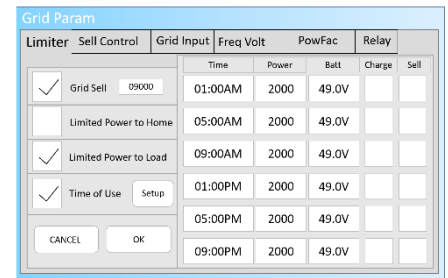 Grid Param
Limiter Sell Control Grid Input Freq Volt PowFac Relay
Time Power Batt Charge Sell
Grid Sell 09000 01:00AM 2000 49.0V
Limited Power to Home 05:00AM 2000 49.0V
Limited Power to Load 09:00AM 2000 49.0V
Time of Use Setup 01:00PM 2000 49.0V
05:00PM 2000 49.0V
CANCEL OK
09:00PM 2000 49.0V